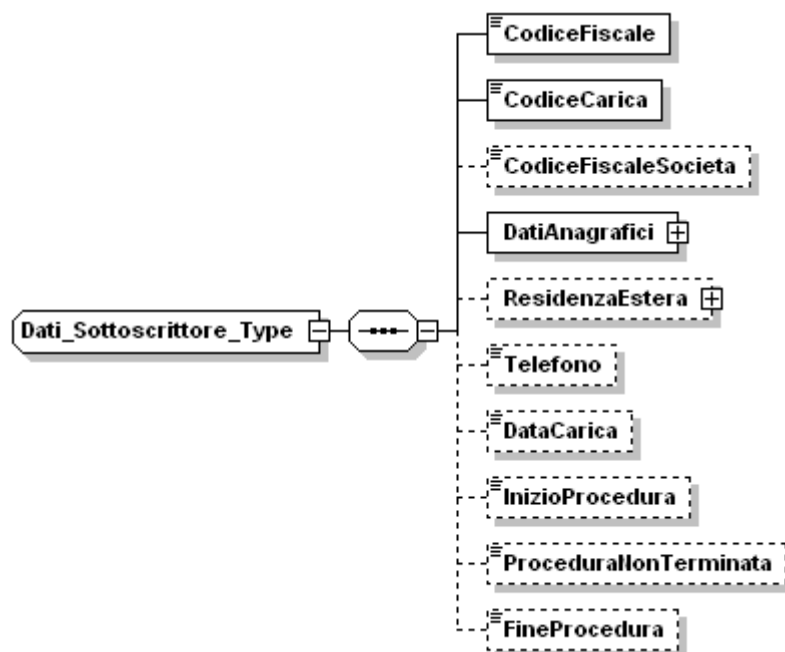 CodiceFiscale
CodiceCarica
CodiceFiscaleSocieta
DatiAnagrafici
ResidenzaEstera
Dati_Sottoscrittore_Type
Telefono
DataCarica
InizioProcedura
ProceduraNonTerminata
FineProcedura